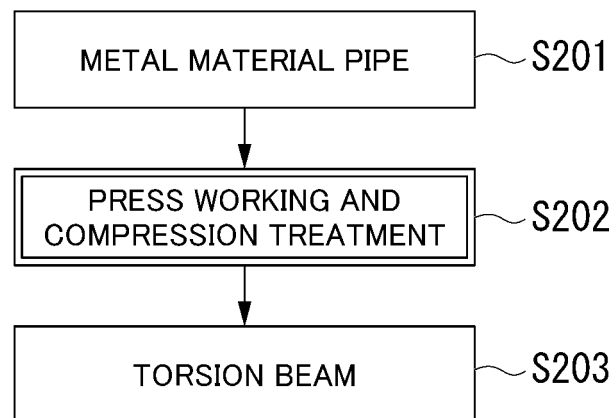 METAL MATERIAL PIPE
S201
PRESS WORKING AND
COMPRESSION TREATMENT
S202
TORSION BEAM
S203